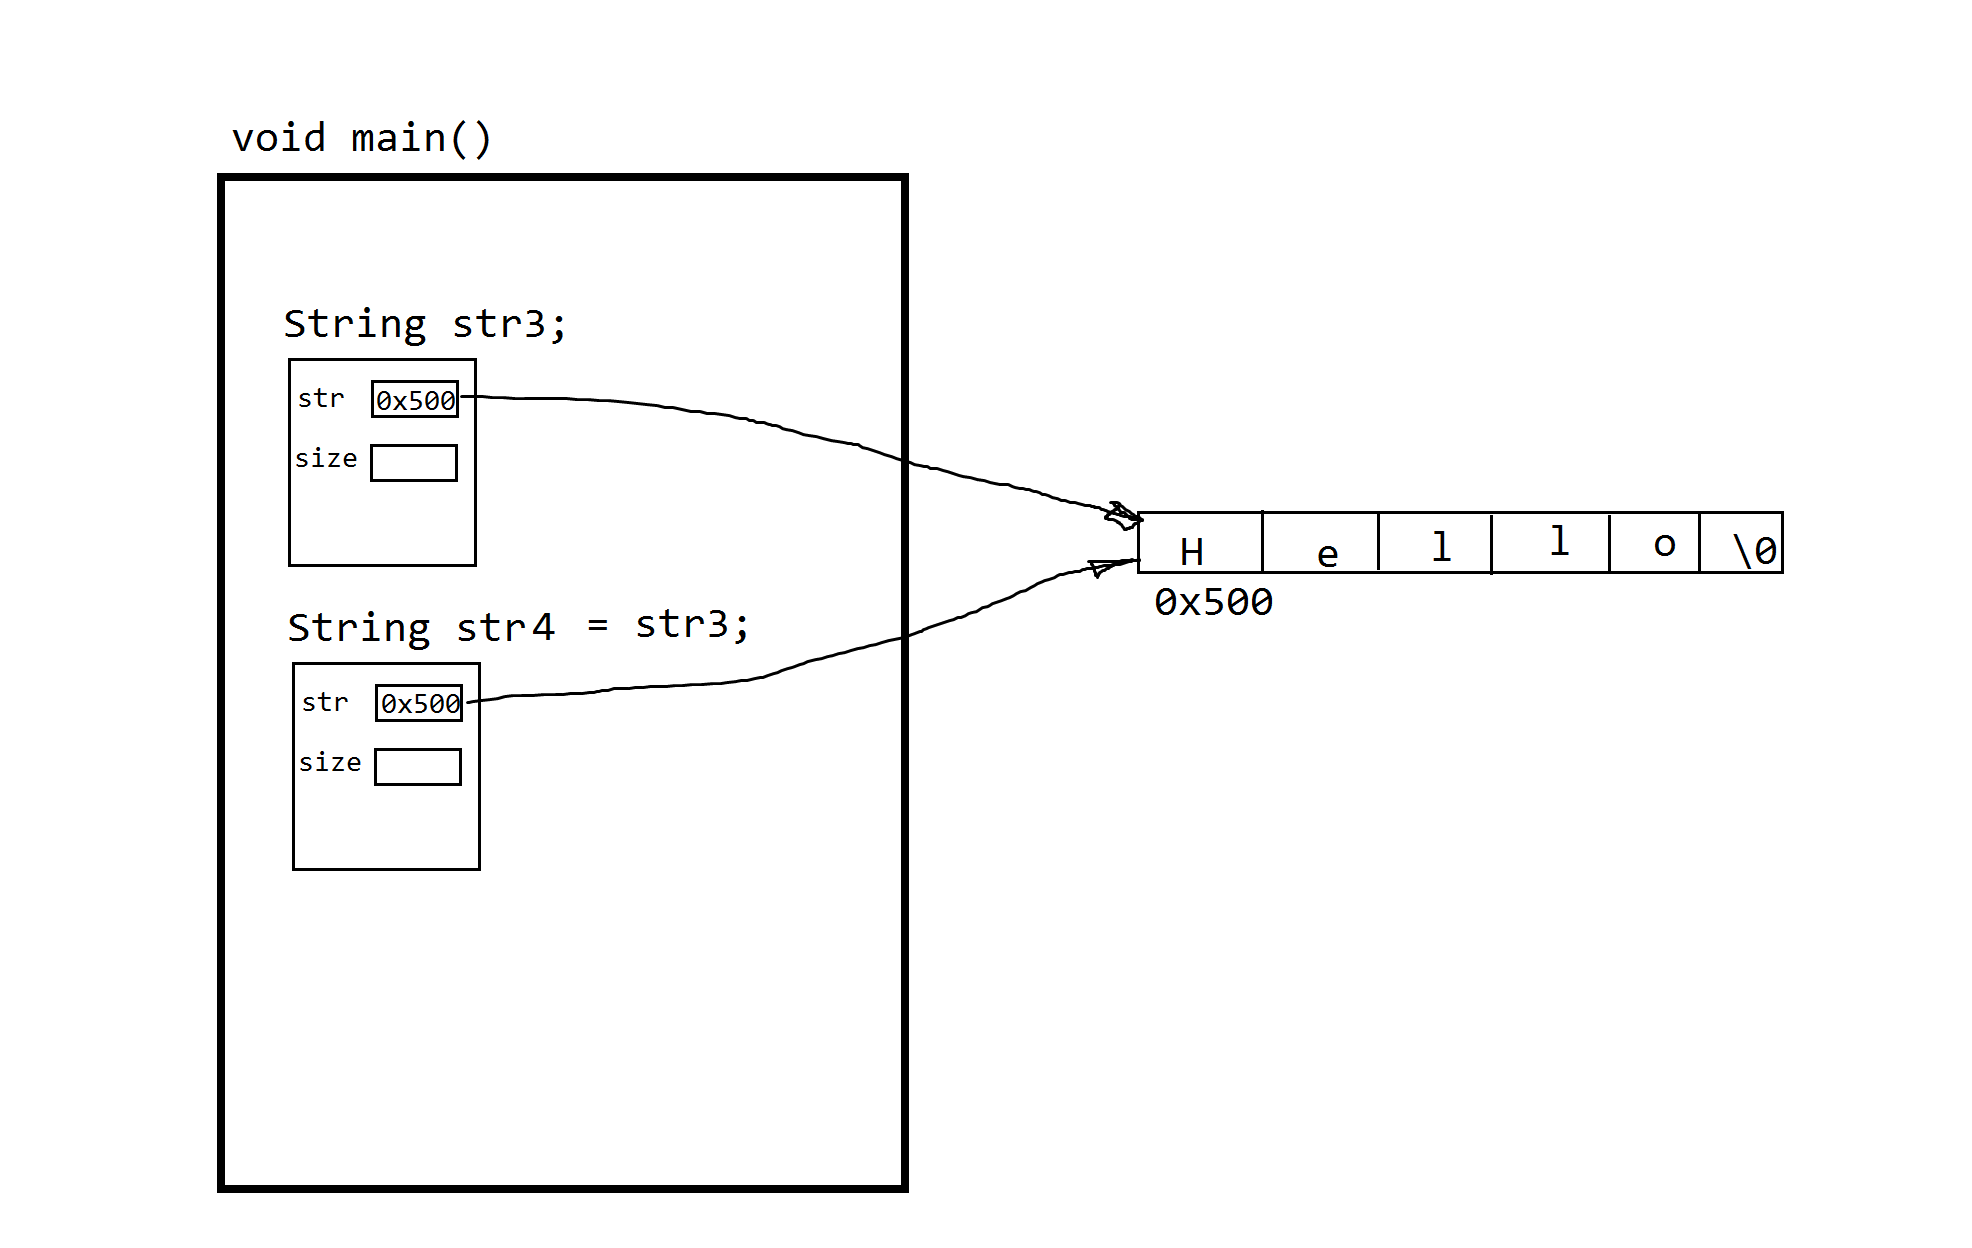 void main()
String str3;
str 0x500
size
H e l l o \0
0x500
String str4 = str3;
str 0x500
size